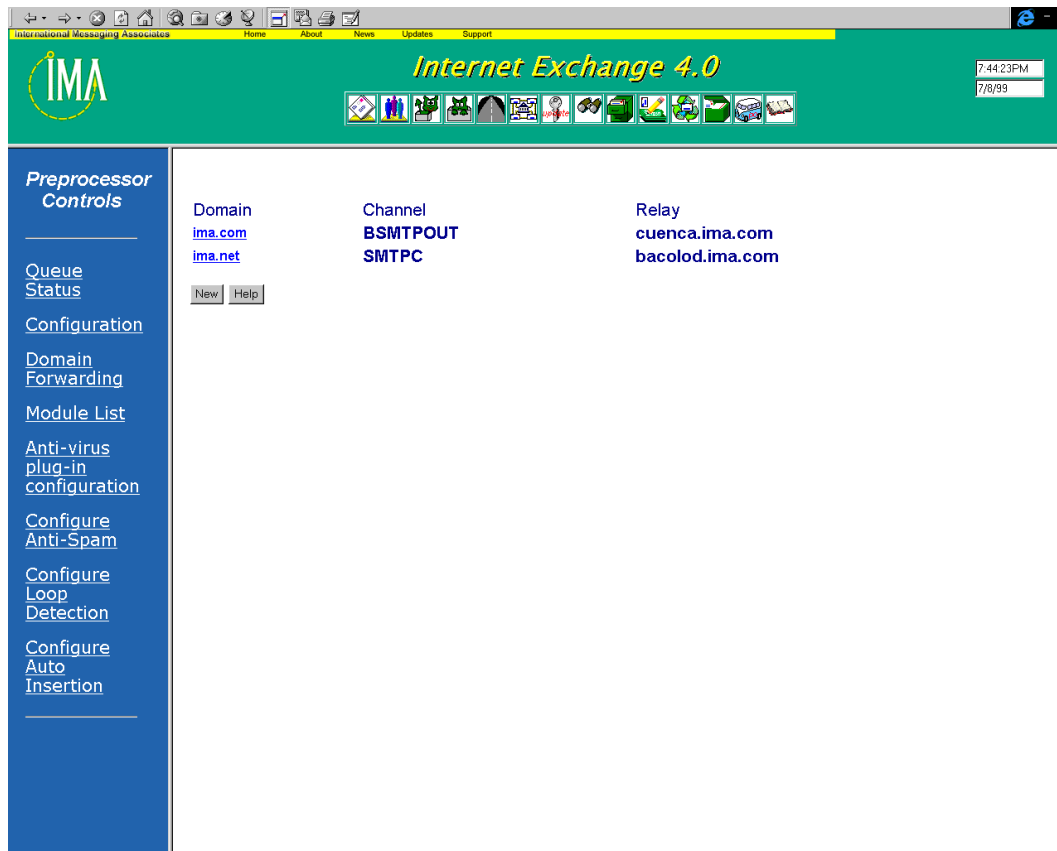 International Messaging Associates Home About News Updates Support
IMA
Internet Exchange 4.0
7:44:23PM
7/8/99
update
Preprocessor
Controls
Queue
Status
Configuration
Domain
Forwarding
Module List
Anti-virus
plug-in
configuration
Configure
Anti-Spam
Configure
Loop
Detection
Configure
Auto
Insertion
Domain Channel Relay
ima.com BSMTPOUT cuenca.ima.com
ima.net SMTPC bacolod.ima.com
New Help